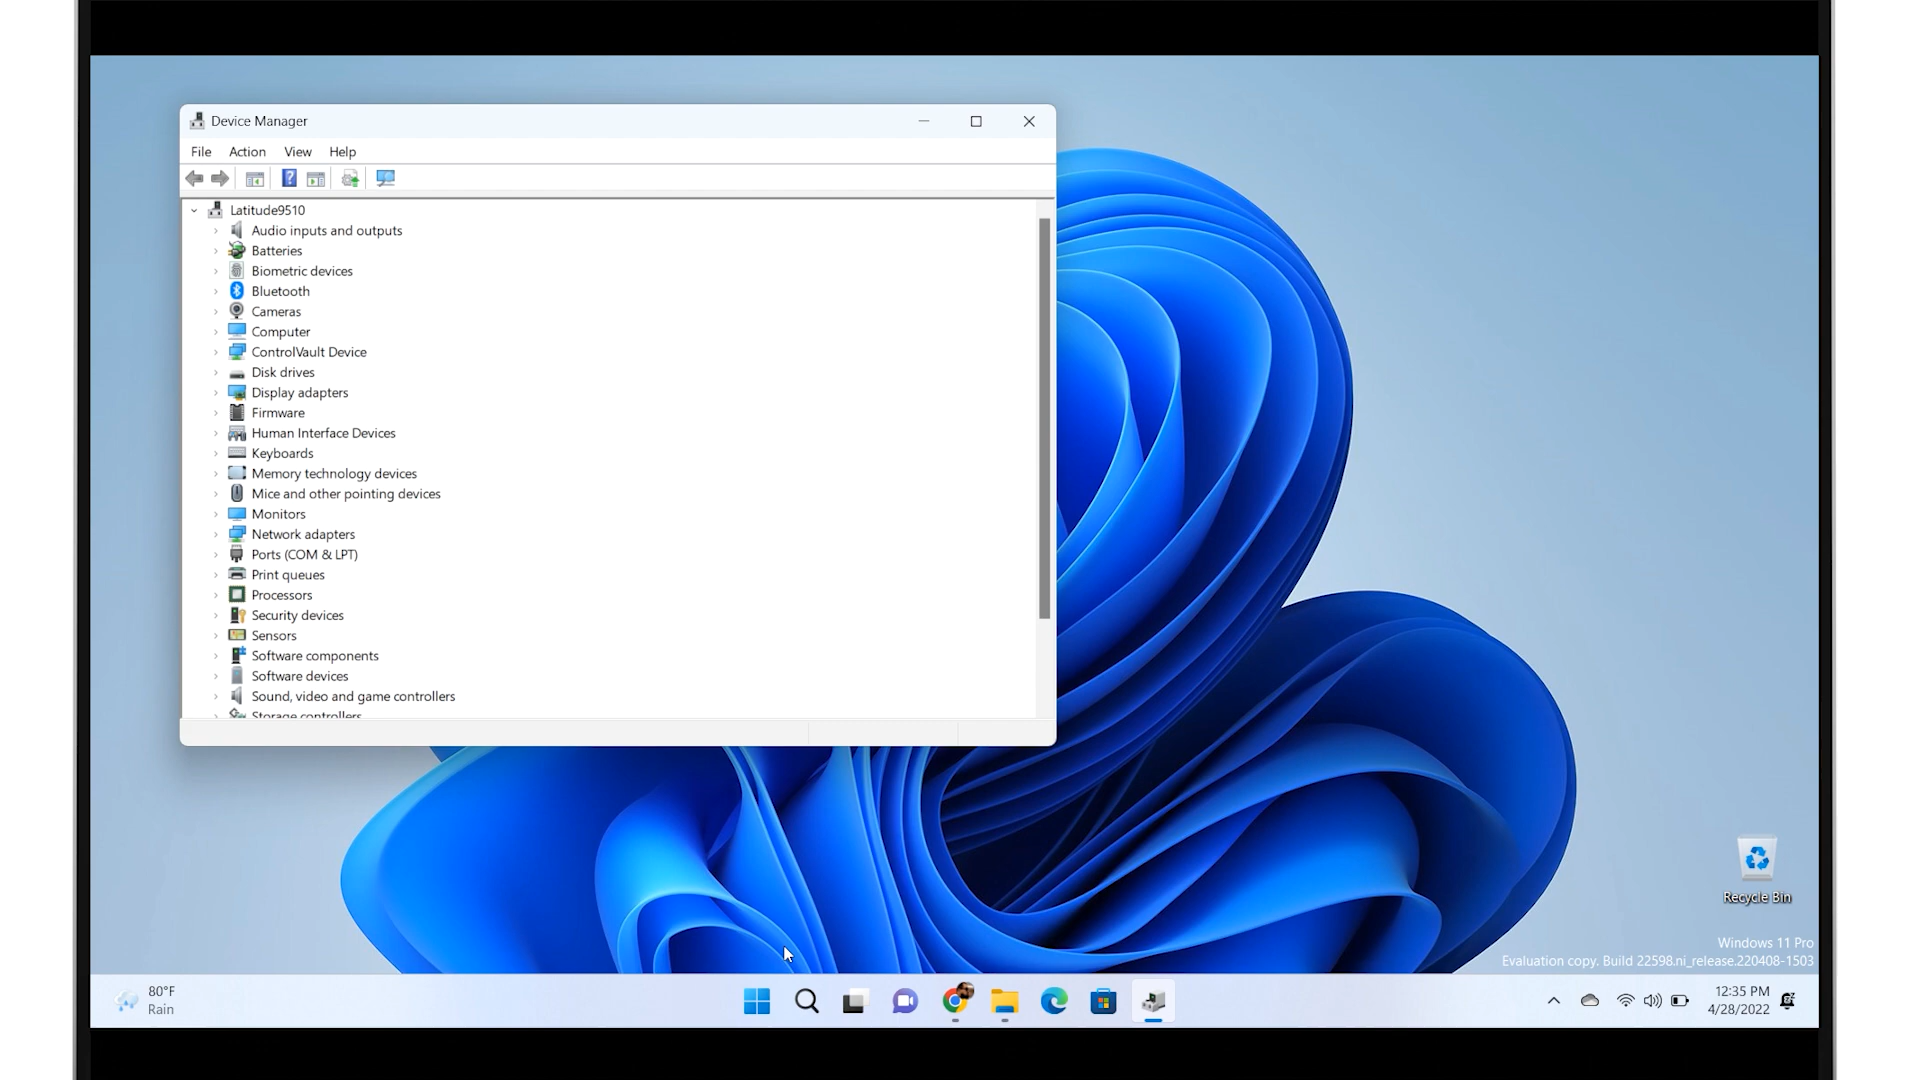 Device Manager
File Action View Help
Latitude9510
Audio inputs and outputs
Batteries
Biometric devices
Bluetooth
Cameras
Computer
ControlVault Device
Disk drives
Display adapters
Firmware
Human Interface Devices
Keyboards
Memory technology devices
Mice and other pointing devices
Monitors
Network adapters
Ports (COM & LPT)
Print queues
Processors
Security devices
Sensors
Software components
Software devices
Sound, video and game controllers
Storage controllers
Recycle Bin
Windows 11 Pro
Evaluation copy. Build 22598.ni_release.220408-1503
80°F
Rain
12:35 PM
4/28/2022